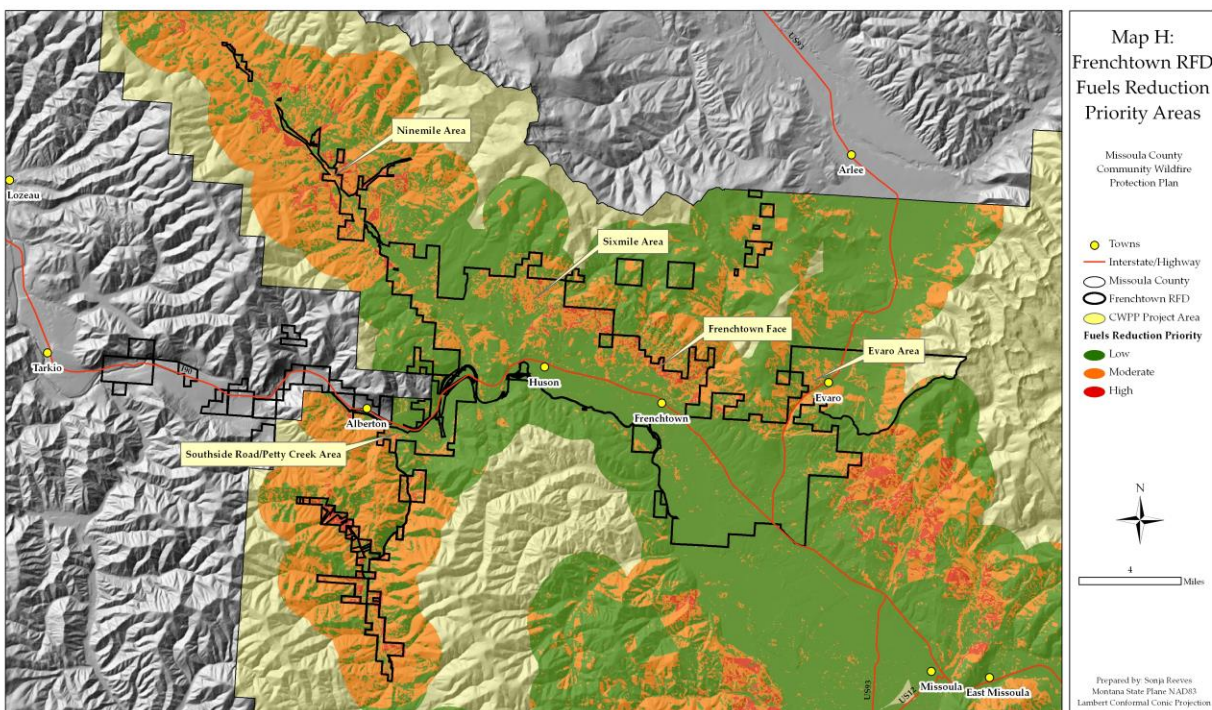 Map H:
Frenchtown RFD
Fuels Reduction
Priority Areas
Missoula County
Community Wildfire
Protection Plan
Towns
Interstate/Highway
Missoula County
Frenchtown RFD
CWPP Project Area
Fuels Reduction Priority
Low
Moderate
High
N
4
Miles
Prepared by: Sonja Reeves
Montana State Plane NAD83
Lambert Conformal Conic Projection
US93
Ninemile Area
Arlee
Lozeau
Sixmile Area
Frenchtown Face
Evaro Area
Tarkio
I90
Huson
Evaro
Alberton
Frenchtown
Southside Road/Petty Creek Area
Missoula
East Missoula
US93
US12